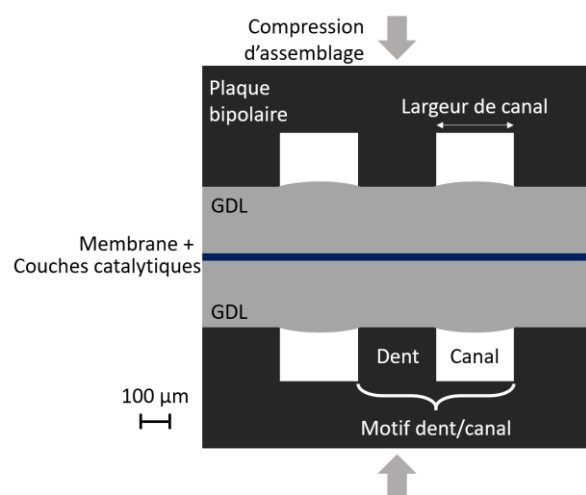 Compression
d’assemblage
Plaque
bipolaire
Largeur de canal
GDL
Membrane +
Couches catalytiques
GDL
Dent
Canal
100 µm
Motif dent/canal